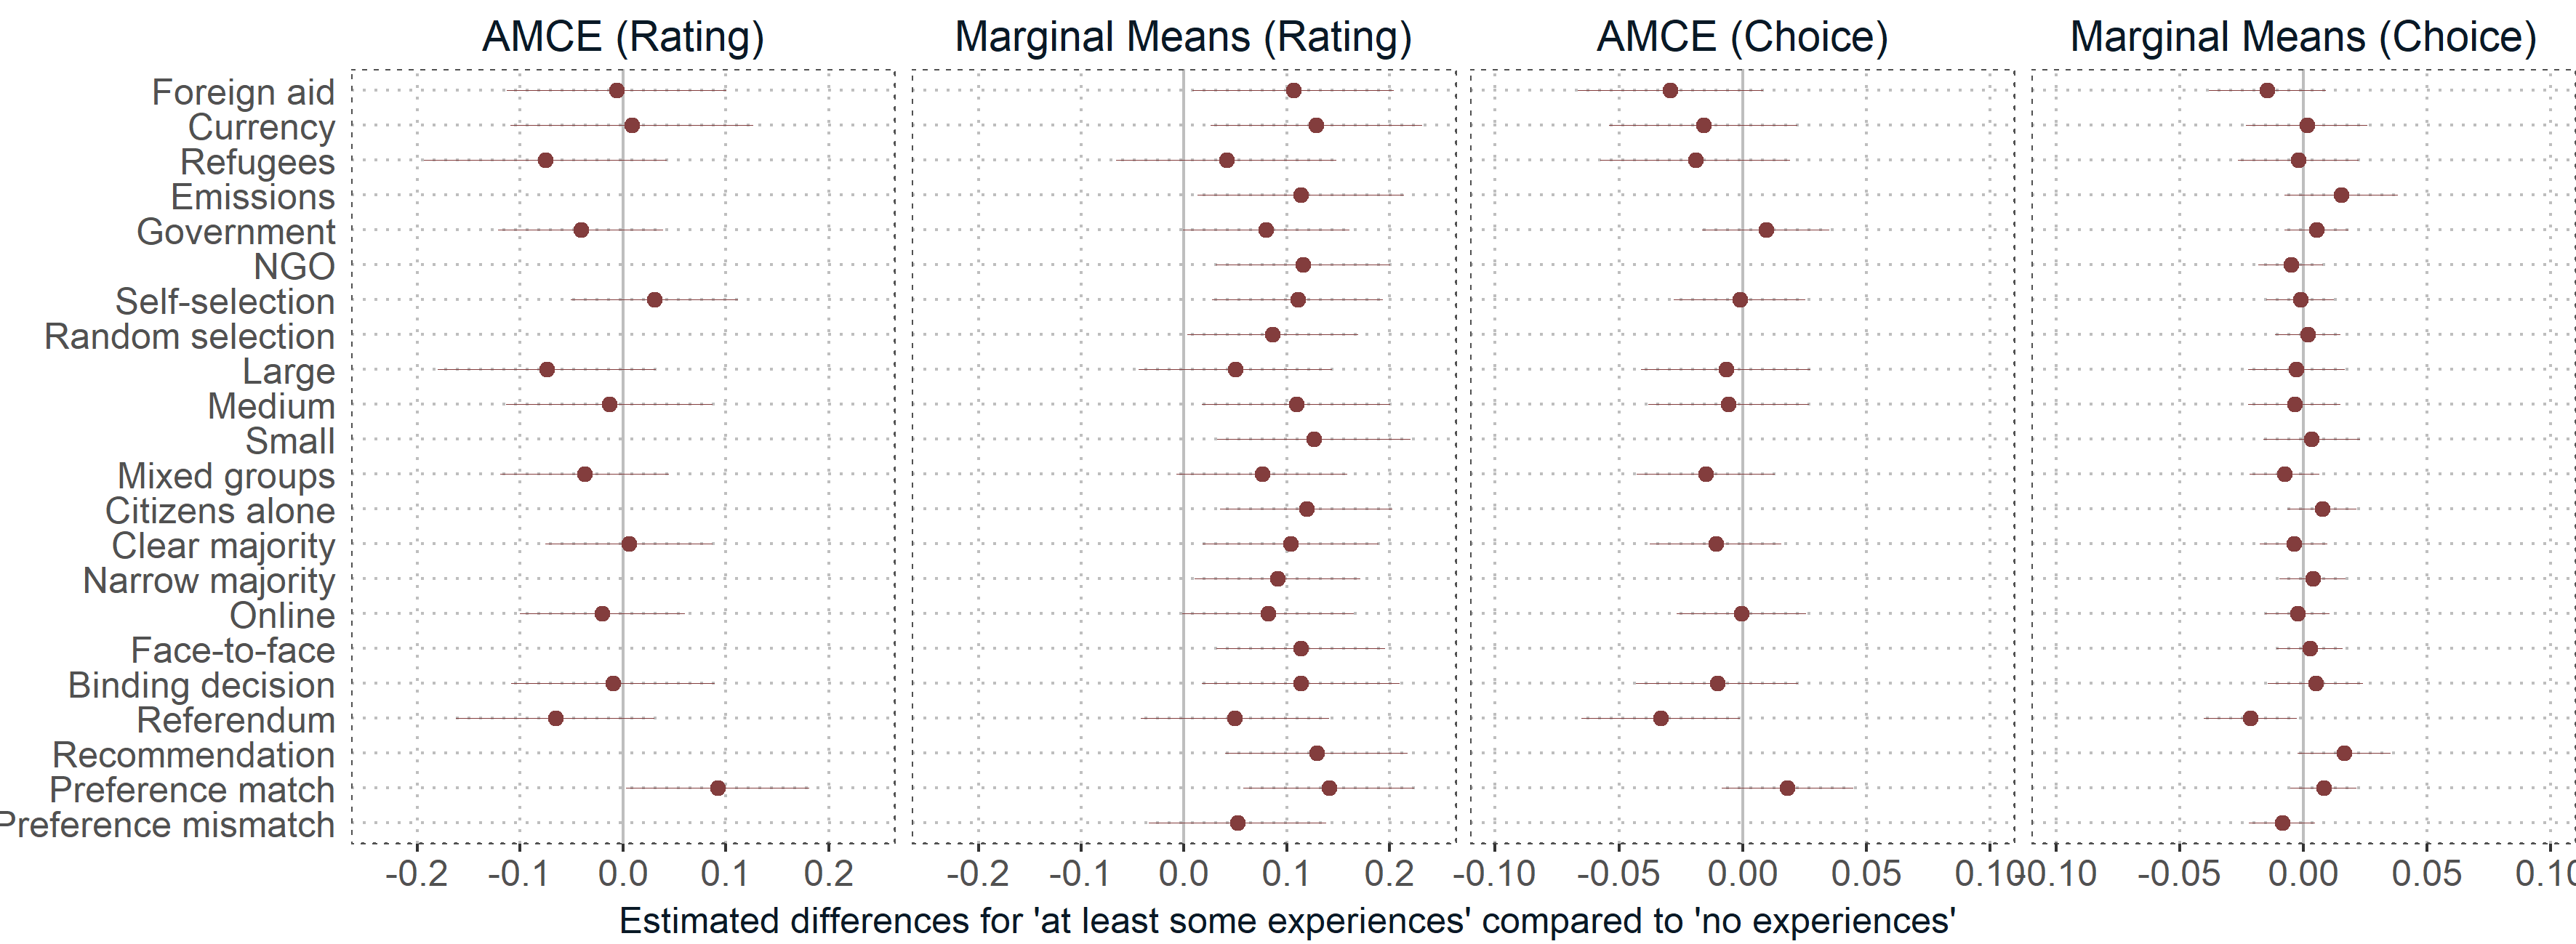 AMCE (Rating)
Marginal Means (Rating)
AMCE (Choice)
Marginal Means (Choice)
Foreign aid
Currency
Refugees
Emissions
Government
NGO
Self-selection
Random selection
Large
Medium
Small
Mixed groups
Citizens alone
Clear majority
Narrow majority
Online
Face-to-face
Binding decision
Referendum
Recommendation
Preference match
Preference mismatch
-0.2 -0.1 0.0 0.1 0.2
-0.2 -0.1 0.0 0.1 0.2
-0.10 -0.05 0.00 0.05 0.10
-0.10 -0.05 0.00 0.05 0.10
Estimated differences for 'at least some experiences' compared to 'no experiences'